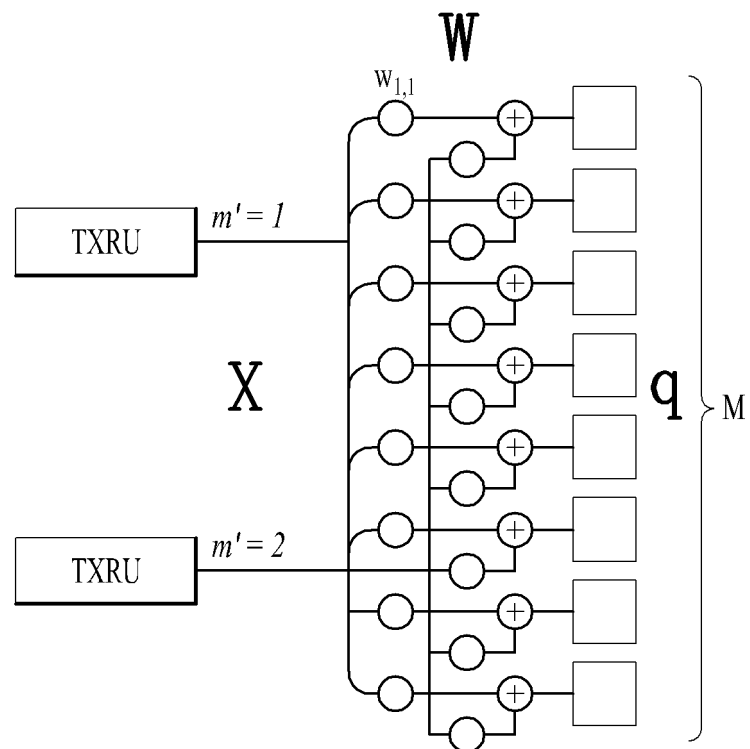 W
w1,1
TXRU
m' = 1
X
q
M
TXRU
m' = 2